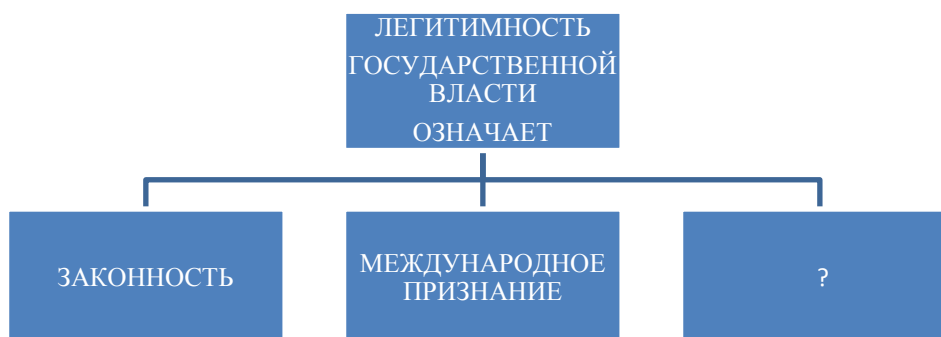 ЛЕГИТИМНОСТЬ
ГОСУДАРСТВЕННОЙ
ВЛАСТИ
ОЗНАЧАЕТ
ЗАКОННОСТЬ
МЕЖДУНАРОДНОЕ
ПРИЗНАНИЕ
?